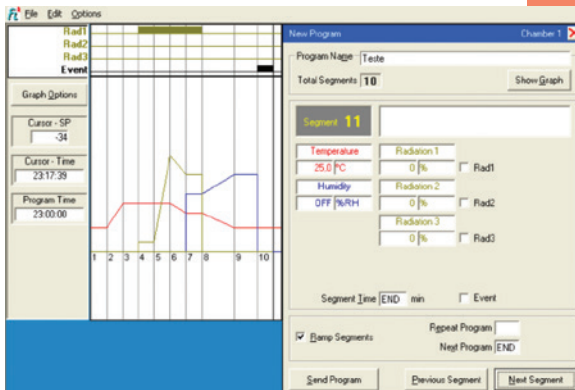 File Edit Options
Rad1
Rad2
Rad3
Event
Graph Options
Cursor - SP
-34
Cursor - Time
23:17:39
Program Time
23:00:00
1 2 3 4 5 6 7 8 9 10
New Program Chamber 1
Program Name Teste
Total Segments 10 Show Graph
Segment 11
Temperature Radiation 1
25.0 °C 0 % Rad1
Humidity Radiation 2
OFF %RH 0 % Rad2
Radiation 3
0 % Rad3
Segment Time END min Event
Ramp Segments
Repeat Program
Next Program END
Send Program Previous Segment Next Segment